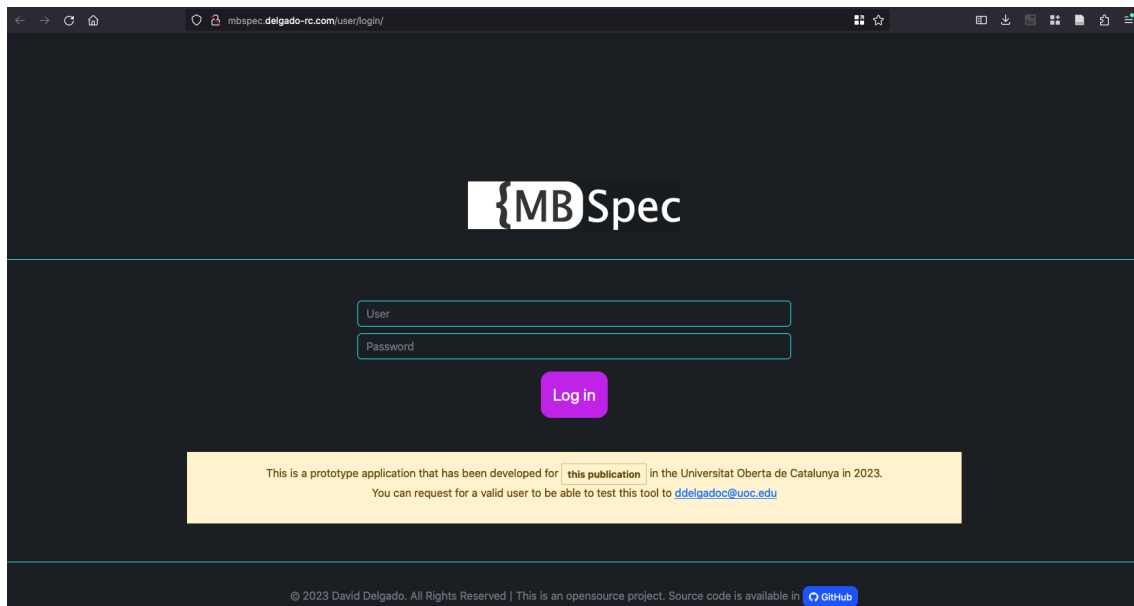 mbspec.delgado-rc.com/user/login/
{MB Spec
User
Password
Log in
This is a prototype application that has been developed for this publication in the Universitat Oberta de Catalunya in 2023.
You can request for a valid user to be able to test this tool to ddelgadoc@uoc.edu
© 2023 David Delgado. All Rights Reserved | This is an opensource project. Source code is available in GitHub